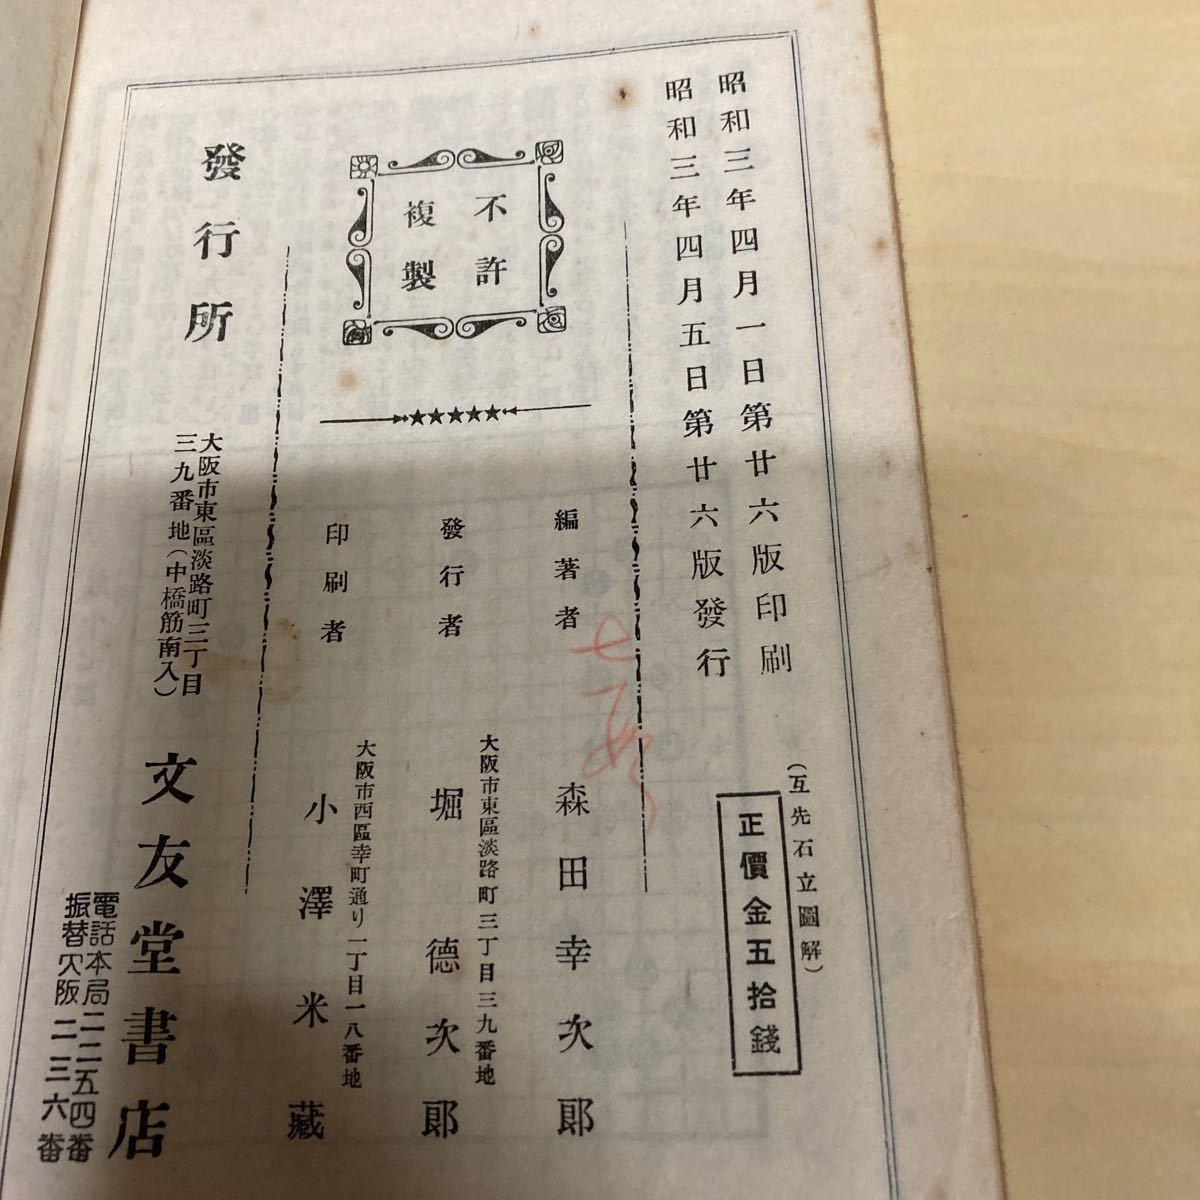 昭和三年四月一日第廿六版印刷
昭和三年四月五日第廿六版發行
(互先石立圖解)
正價金五拾錢
不許
複製
編著者 森田幸次郎
大阪市東區淡路町三丁目三九番地
發行者 堀德次郎
大阪市西區幸町通り一丁目一八番地
印刷者 小澤米藏
發行所
大阪市東區淡路町三丁目
三九番地(中橋筋南入)
文友堂書店
電話本局二二五四番
振替大阪二三六番